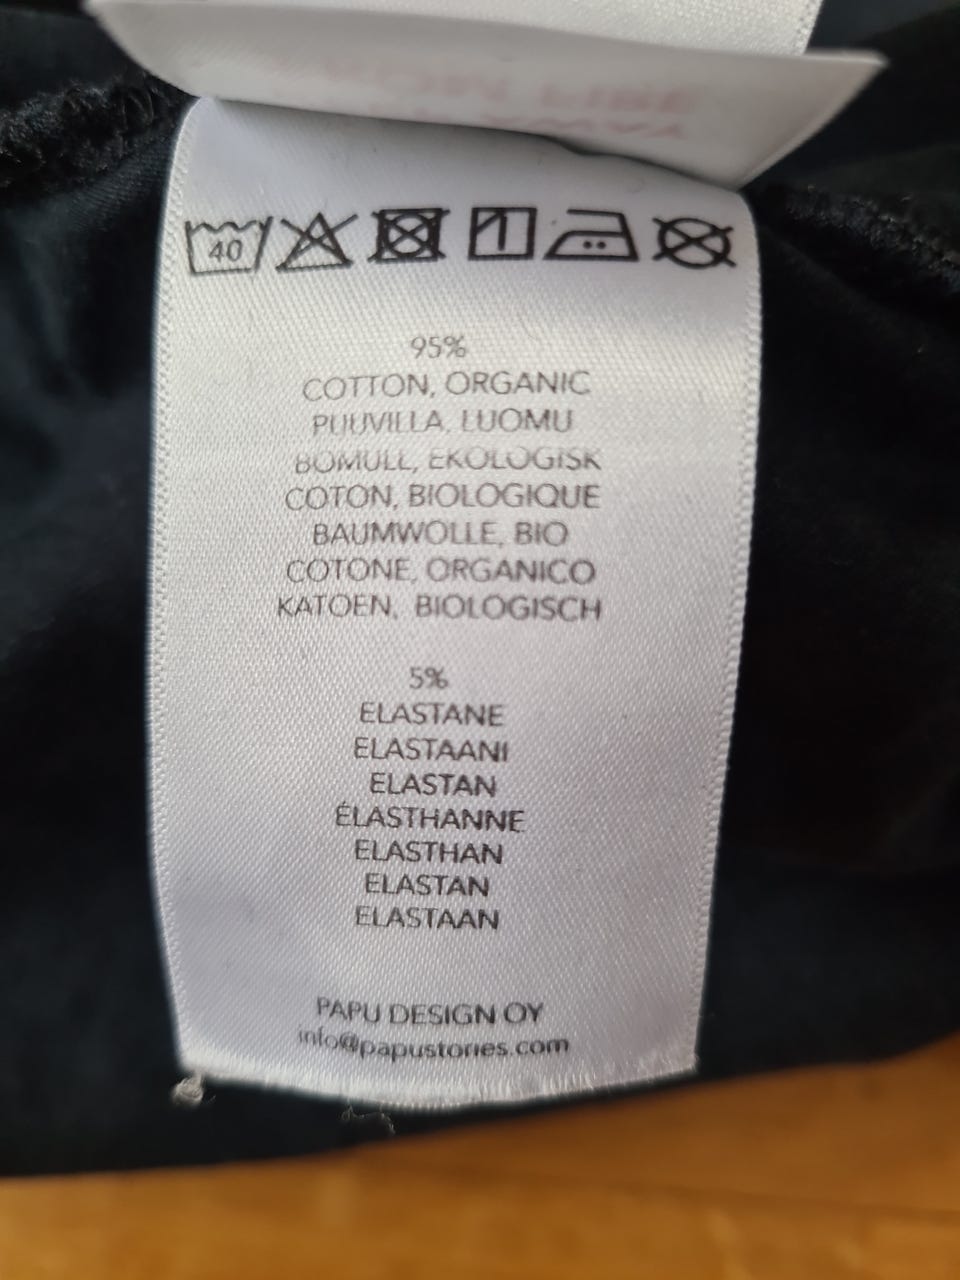 40
95%
COTTON, ORGANIC
PUUVILLA, LUOMU
BOMULL, EKOLOGISK
COTON, BIOLOGIQUE
BAUMWOLLE, BIO
COTONE, ORGANICO
KATOEN, BIOLOGISCH
5%
ELASTANE
ELASTAANI
ELASTAN
ÉLASTHANNE
ELASTHAN
ELASTAN
ELASTAAN
PAPU DESIGN OY
info@papustories.com